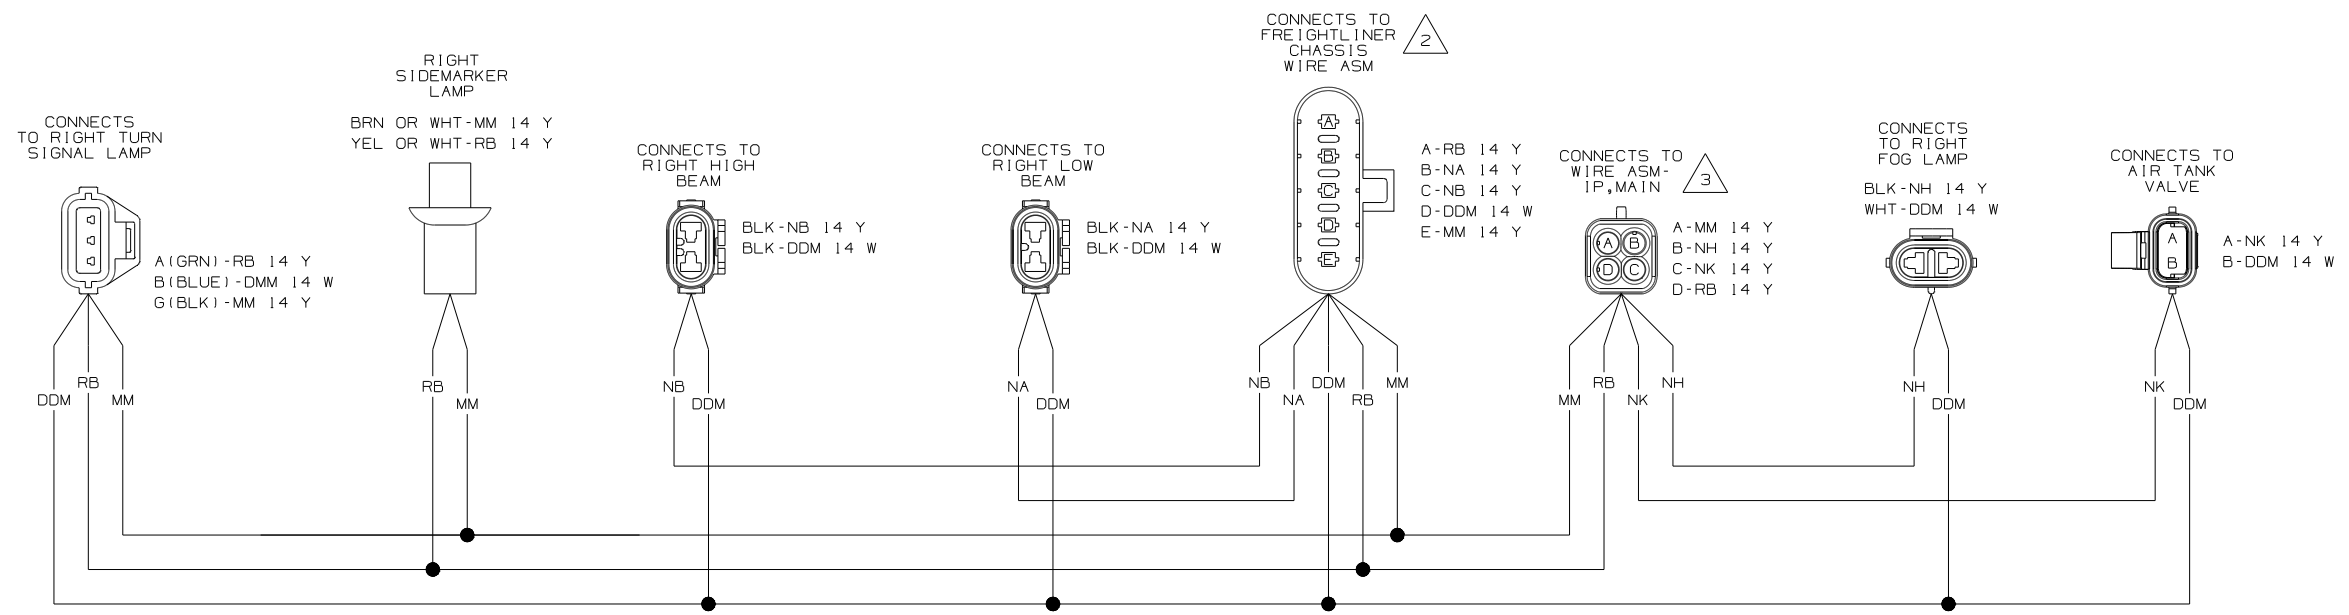 CONNECTS
TO RIGHT TURN
SIGNAL LAMP
A(GRN)-RB 14 Y
B(BLUE)-DMM 14 W
G(BLK)-MM 14 Y
DDM
RB
MM
RIGHT
SIDEMARKER
LAMP
BRN OR WHT-MM 14 Y
YEL OR WHT-RB 14 Y
RB
MM
CONNECTS TO
RIGHT HIGH
BEAM
BLK-NB 14 Y
BLK-DDM 14 W
NB
DDM
CONNECTS TO
RIGHT LOW
BEAM
BLK-NA 14 Y
BLK-DDM 14 W
NA
DDM
CONNECTS TO
FREIGHTLINER
CHASSIS
WIRE ASM
2
A
B
C
D
E
A-RB 14 Y
B-NA 14 Y
C-NB 14 Y
D-DDM 14 W
E-MM 14 Y
NB
NA
DDM
RB
MM
CONNECTS TO
WIRE ASM-
IP,MAIN
3
A B
D C
A-MM 14 Y
B-NH 14 Y
C-NK 14 Y
D-RB 14 Y
MM
RB
NK
NH
CONNECTS
TO RIGHT
FOG LAMP
BLK-NH 14 Y
WHT-DDM 14 W
NH
DDM
CONNECTS TO
AIR TANK
VALVE
A
B
A-NK 14 Y
B-DDM 14 W
NK
DDM